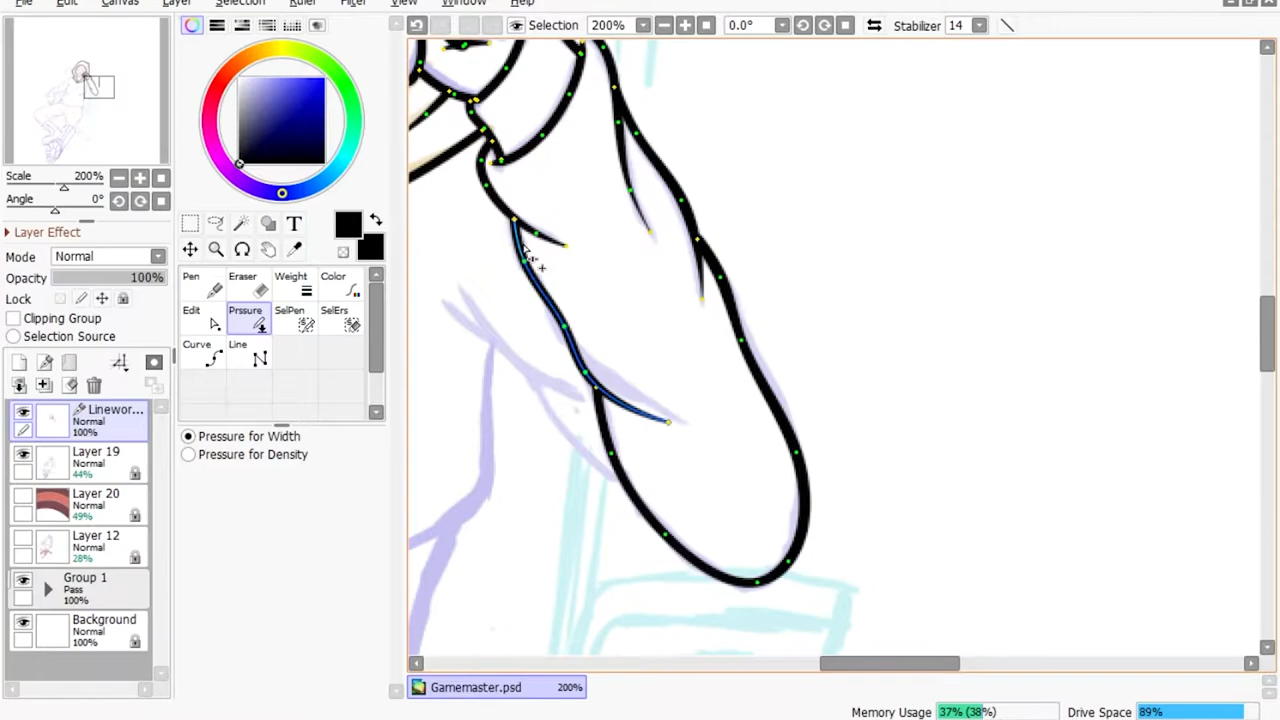 File Edit Canvas Layer Selection Ruler Filter View Window Help
Selection 200% 0.0° Stabilizer 14
Scale 200%
Angle 0°
Layer Effect
Mode Normal
Opacity 100%
Lock
Clipping Group
Selection Source
Linewor...
Normal
100%
Layer 19
Normal
44%
Layer 20
Normal
49%
Layer 12
Normal
28%
Group 1
Pass
100%
Background
Normal
100%
T
Pen Eraser Weight Color
Edit Prssure SelPen SelErs
Curve Line
Pressure for Width
Pressure for Density
Gamemaster.psd 200%
Memory Usage 37% (38%) Drive Space 89%